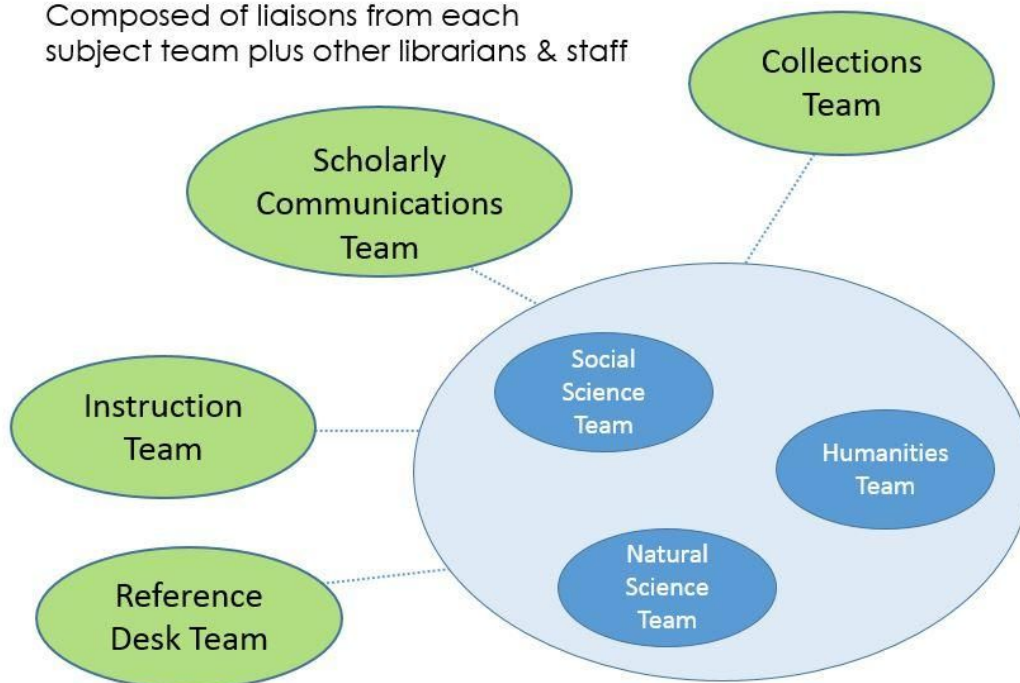 Composed of liaisons from each
subject team plus other librarians & staff
Collections
Team
Scholarly
Communications
Team
Social
Science
Team
Instruction
Team
Humanities
Team
Natural
Science
Team
Reference
Desk Team